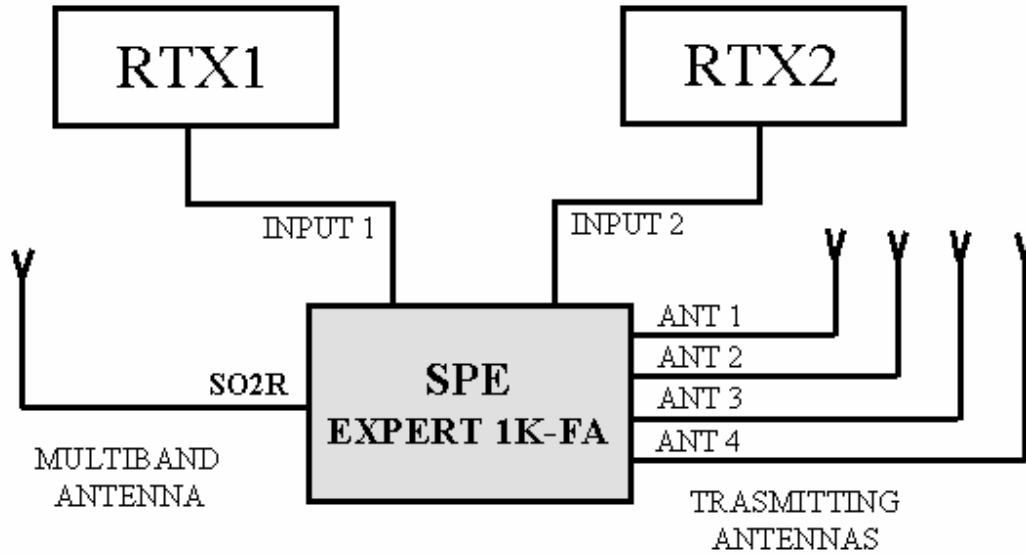 RTX1
RTX2
INPUT 1
INPUT 2
ANT 1
ANT 2
ANT 3
ANT 4
SO2R
SPE
EXPERT 1K-FA
MULTIBAND
ANTENNA
TRASMITTING
ANTENNAS